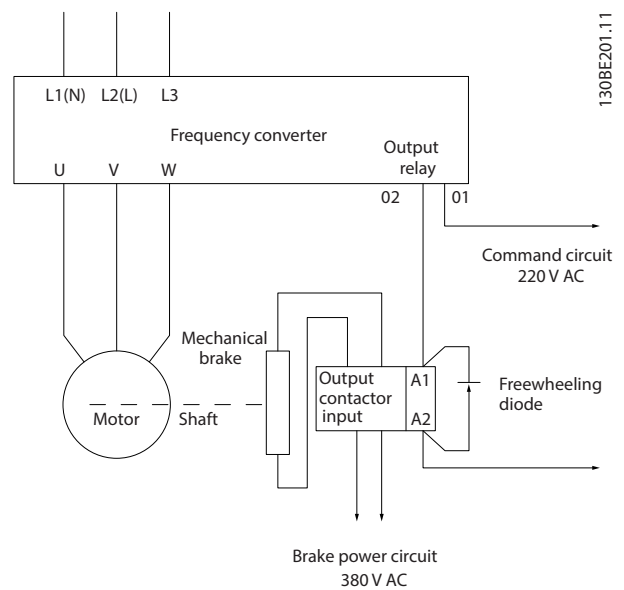 130BE201.11
L1(N) L2(L) L3
Frequency converter
Output
relay
U V W
02 01
Command circuit
220 V AC
Mechanical
brake
Output
contactor
input
A1
A2
Freewheeling
diode
Motor
Shaft
Brake power circuit
380 V AC